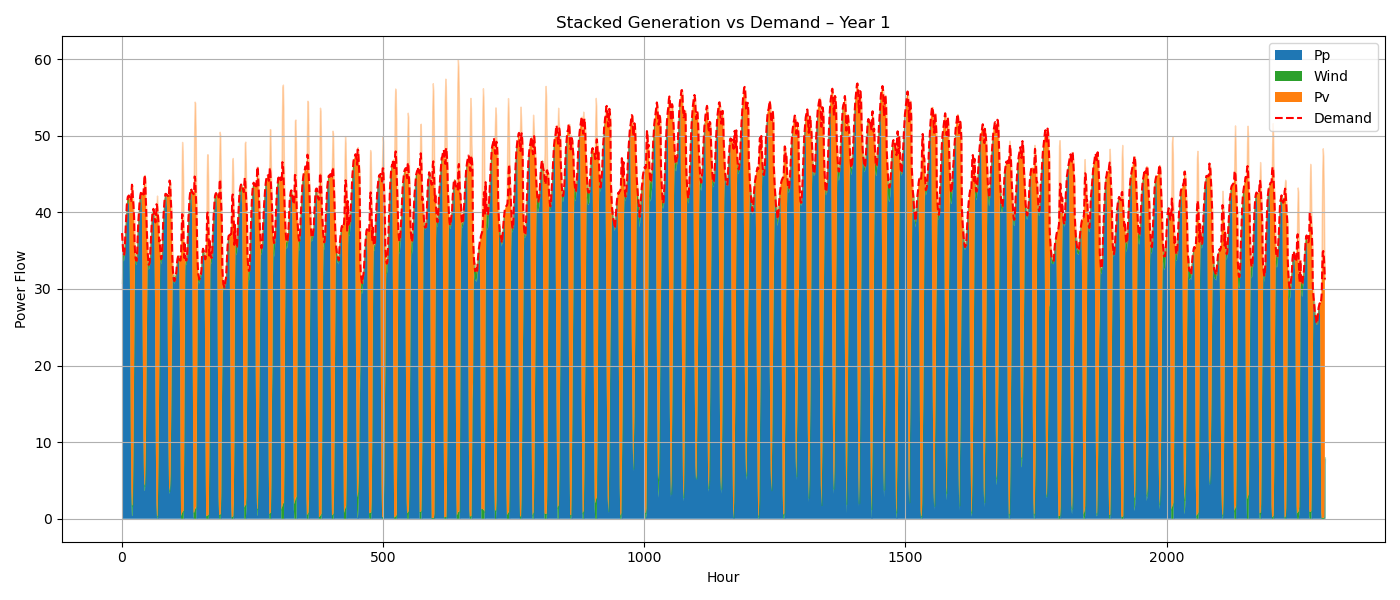 Stacked Generation vs Demand – Year 1
Power Flow
60
50
40
30
20
10
0
0 500 1000 1500 2000
Hour
Pp
Wind
Pv
Demand